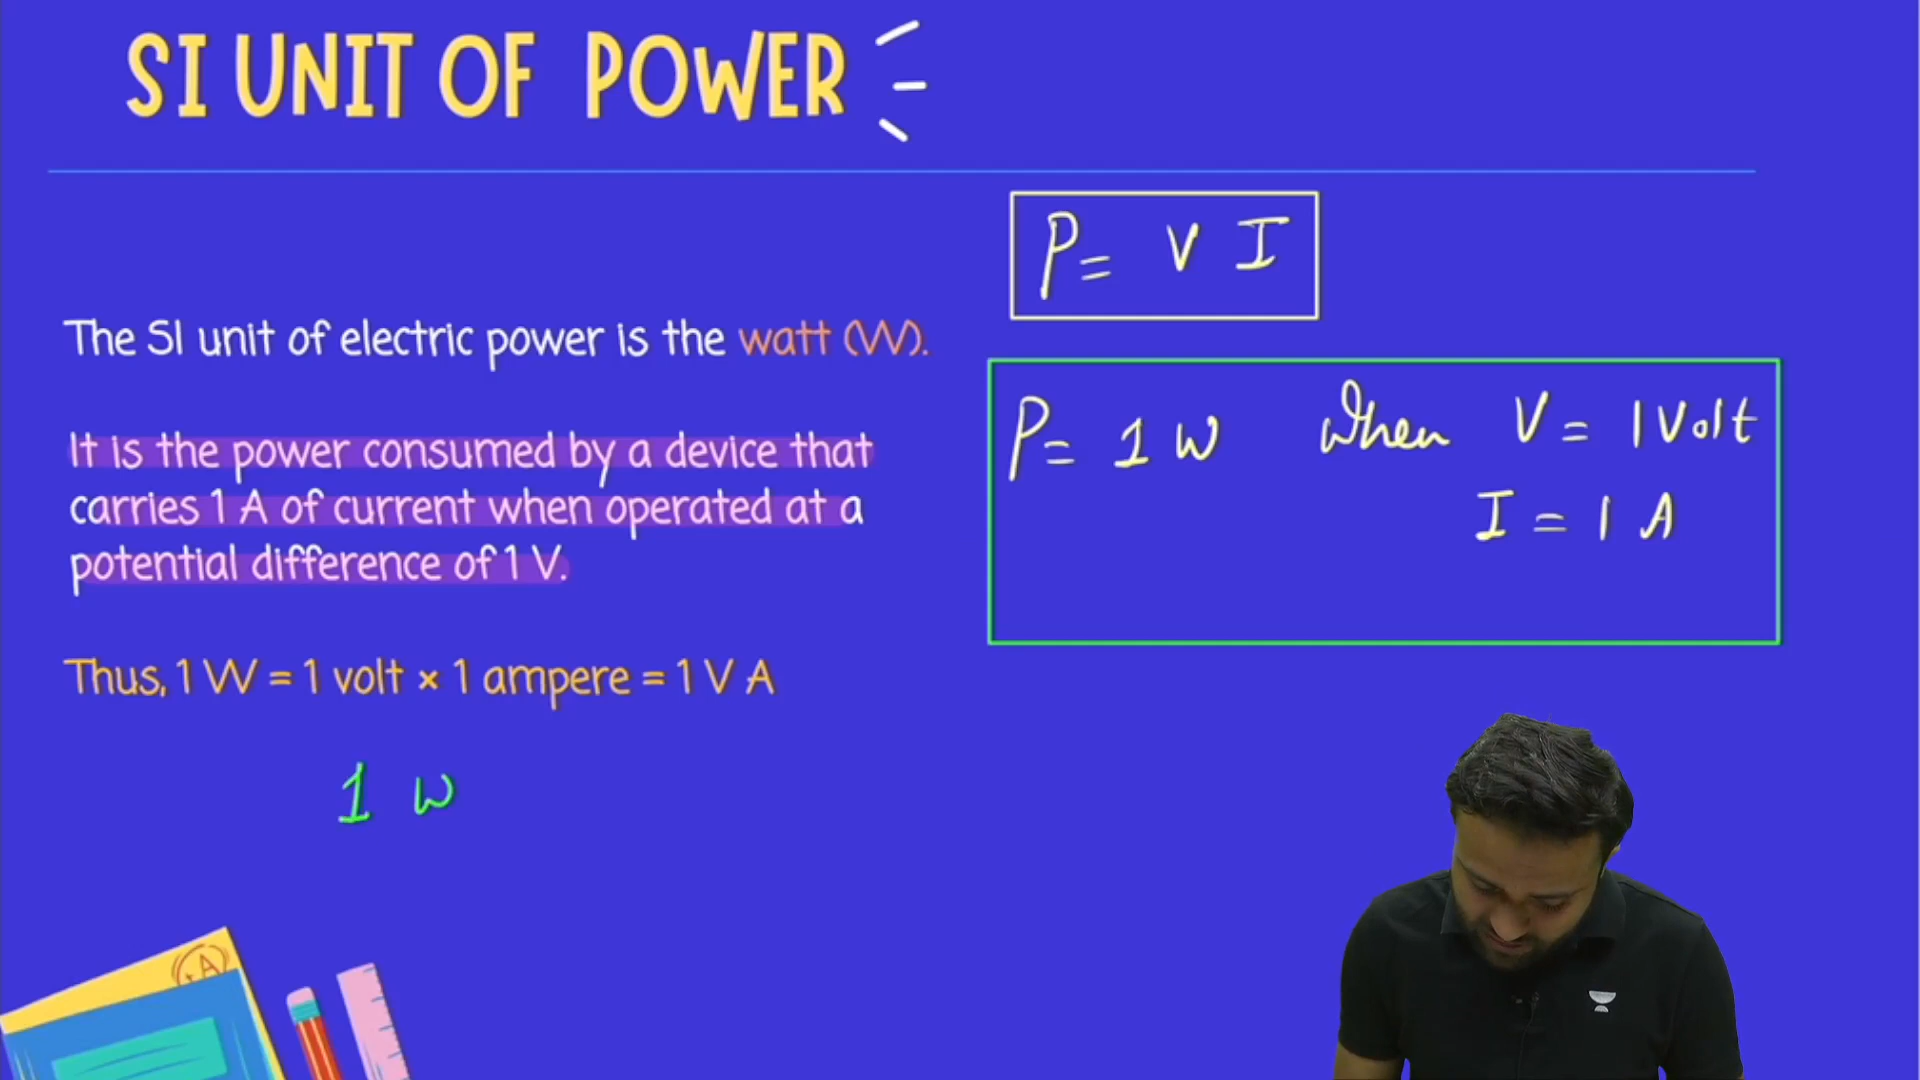 SI UNIT OF POWER
P = V I
The SI unit of electric power is the watt (W).
It is the power consumed by a device that
carries 1 A of current when operated at a
potential difference of 1 V.
P = 1 W when V = 1 Volt
I = 1 A
Thus, 1 W = 1 volt × 1 ampere = 1 V A
1 W
A+